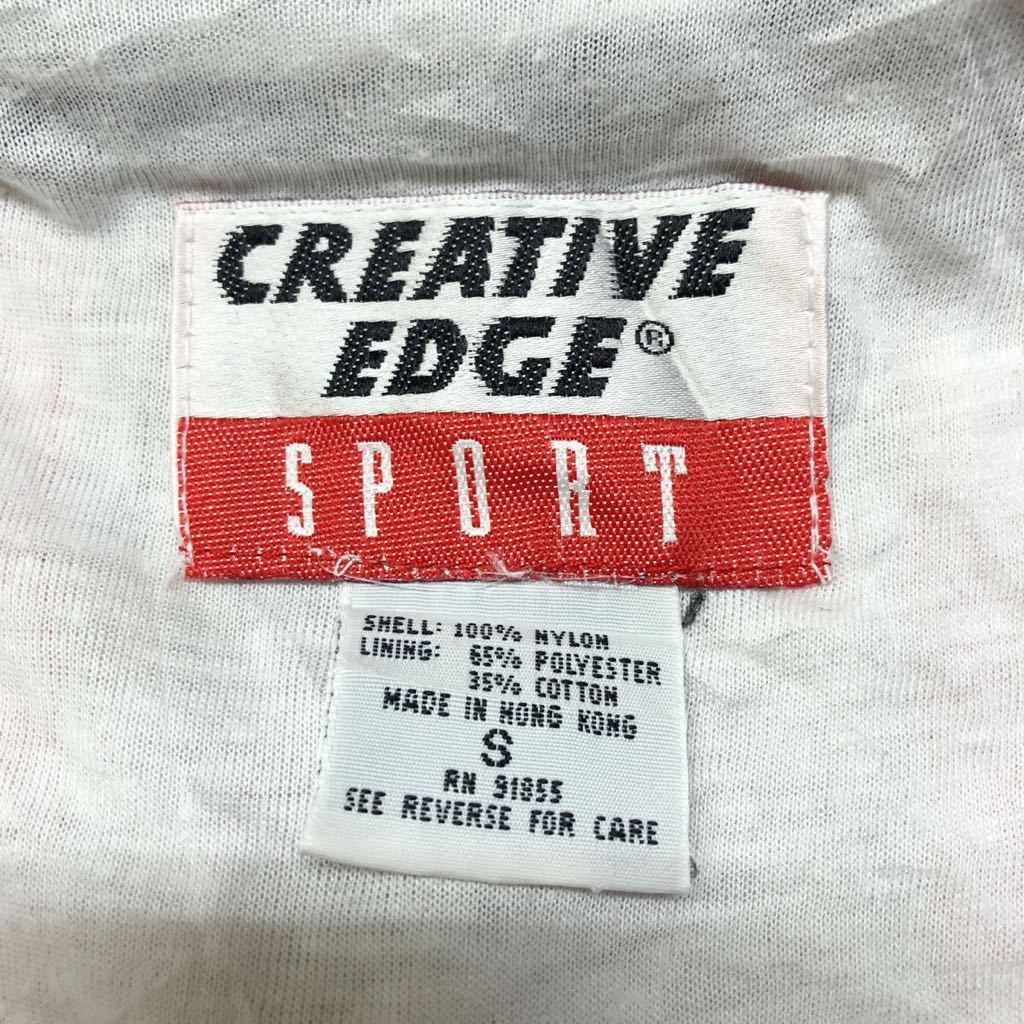 CREATIVE
EDGE®
SPORT
SHELL: 100% NYLON
LINING: 65% POLYESTER
35% COTTON
MADE IN HONG KONG
S
RN 91855
SEE REVERSE FOR CARE